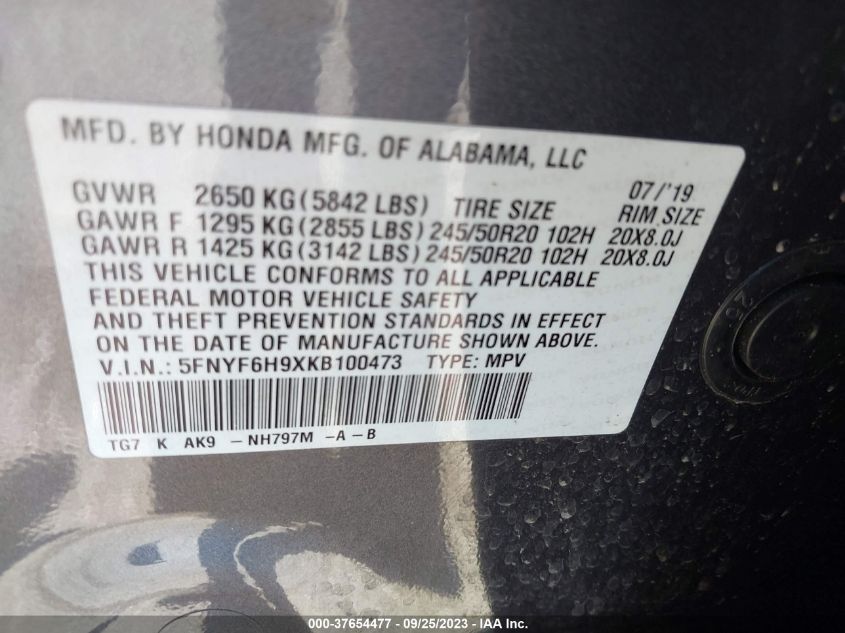 MFD. BY HONDA MFG. OF ALABAMA, LLC
07/'19
GVWR 2650 KG (5842 LBS) TIRE SIZE RIM SIZE
GAWR F 1295 KG (2855 LBS) 245/50R20 102H 20X8.0J
GAWR R 1425 KG (3142 LBS) 245/50R20 102H 20X8.0J
THIS VEHICLE CONFORMS TO ALL APPLICABLE
FEDERAL MOTOR VEHICLE SAFETY
AND THEFT PREVENTION STANDARDS IN EFFECT
ON THE DATE OF MANUFACTURE SHOWN ABOVE.
V.I.N.: 5FNYF6H9XKB100473 TYPE: MPV
TG7 K AK9 -NH797M -A-B
000-37654477 - 09/25/2023 - IAA Inc.